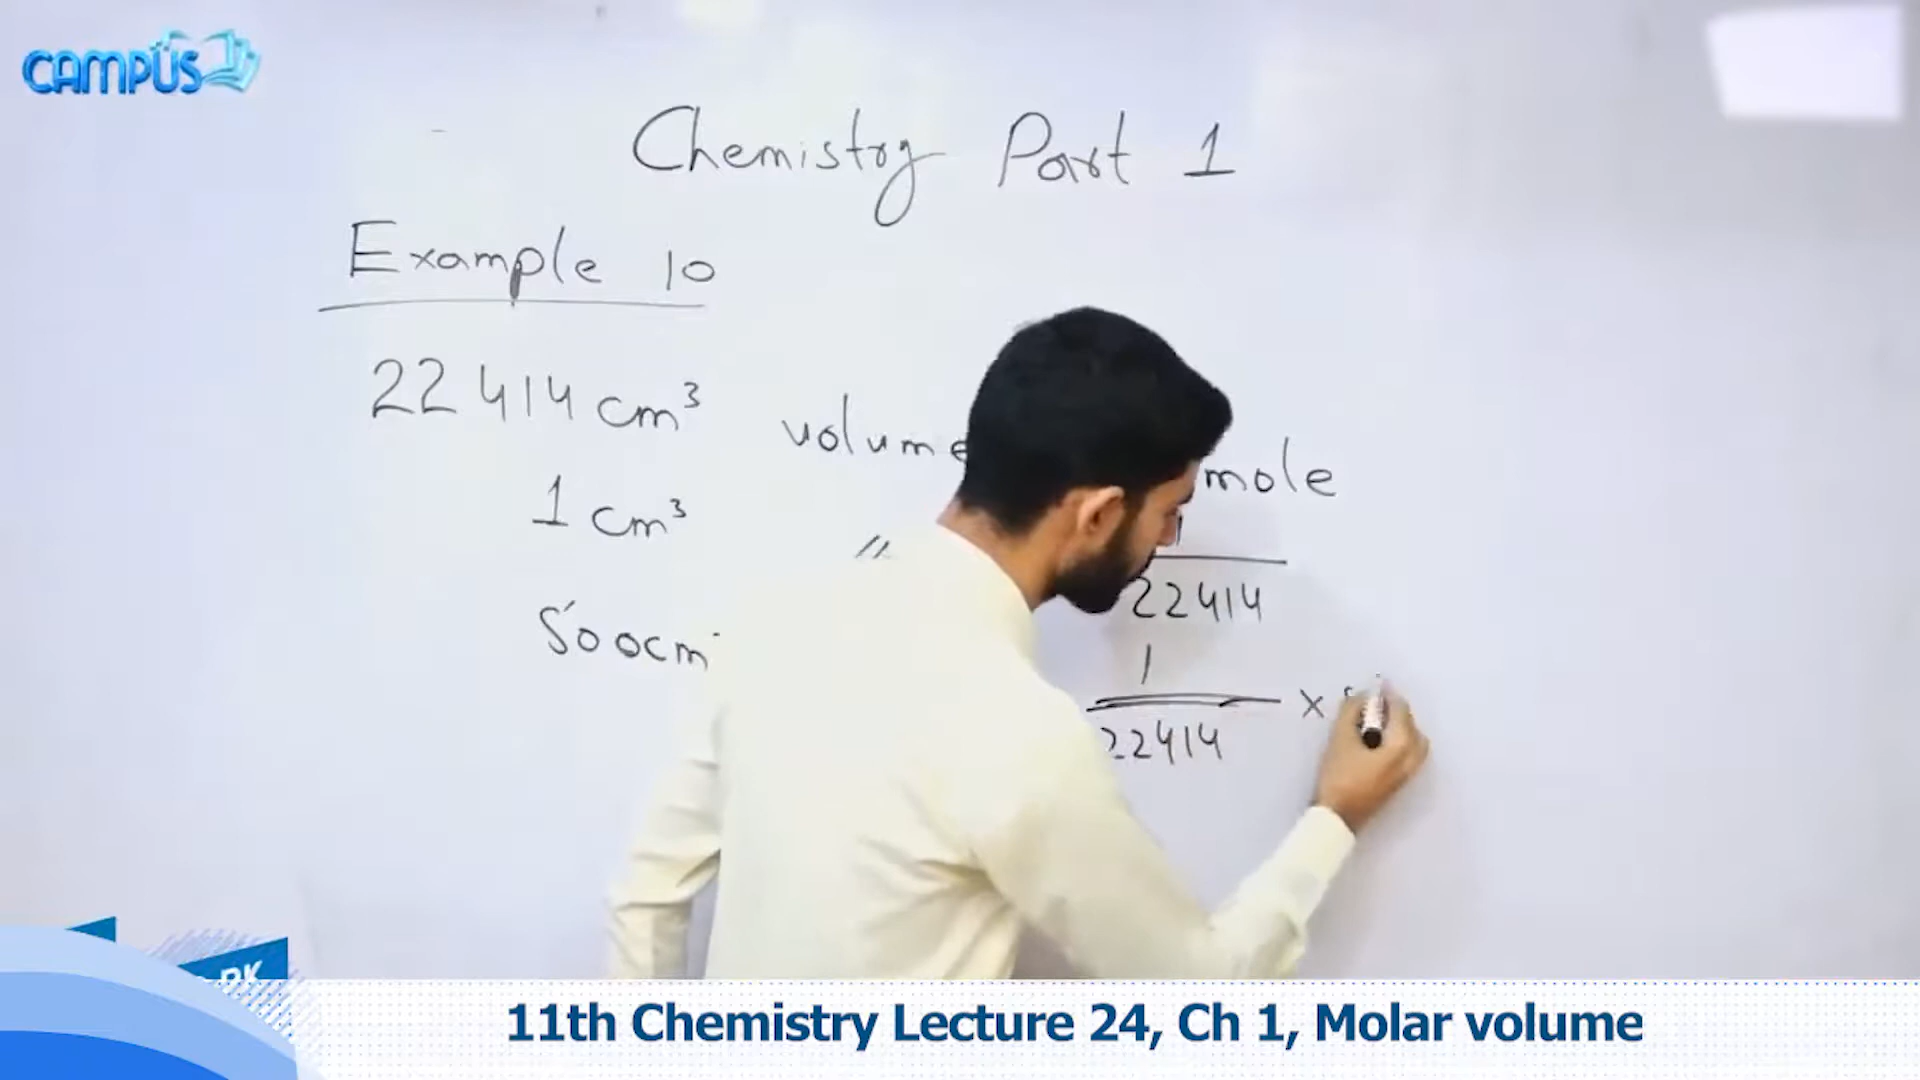 CAMPUS
Chemistry Part 1
Example 10
22414 cm³ volume mole
1 cm³ //
22414
500cm 1
22414 ×
11th Chemistry Lecture 24, Ch 1, Molar volume